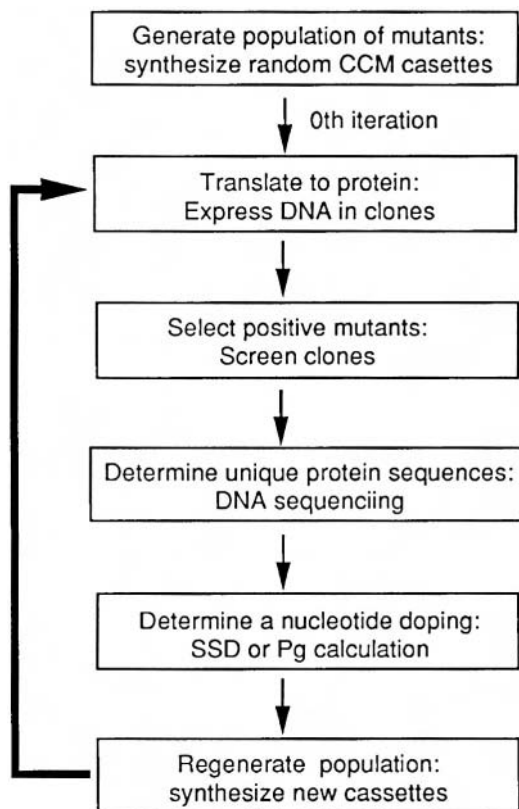 Generate population of mutants:
synthesize random CCM casettes
0th iteration
Translate to protein:
Express DNA in clones
Select positive mutants:
Screen clones
Determine unique protein sequences:
DNA sequenciing
Determine a nucleotide doping:
SSD or Pg calculation
Regenerate population:
synthesize new cassettes